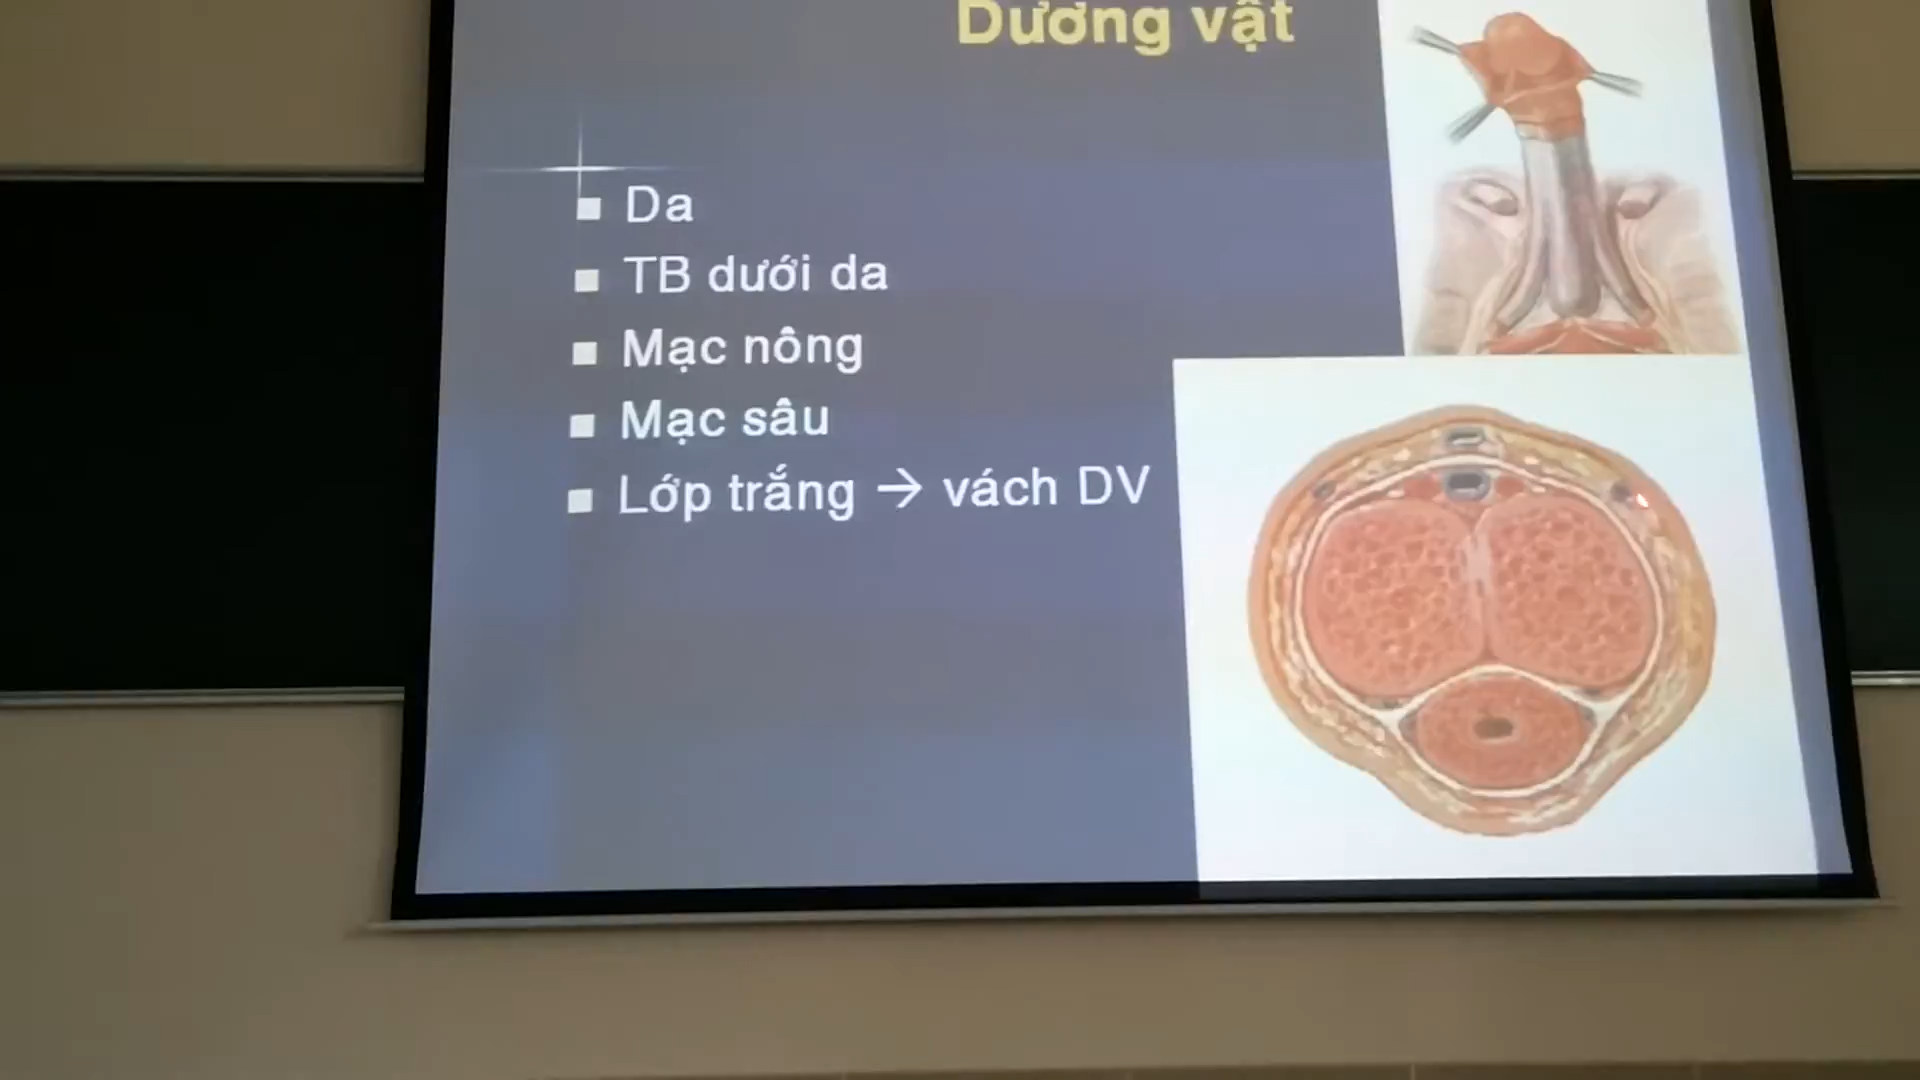 Dương vật
Da
TB dưới da
Mạc nông
Mạc sâu
Lớp trắng → vách DV